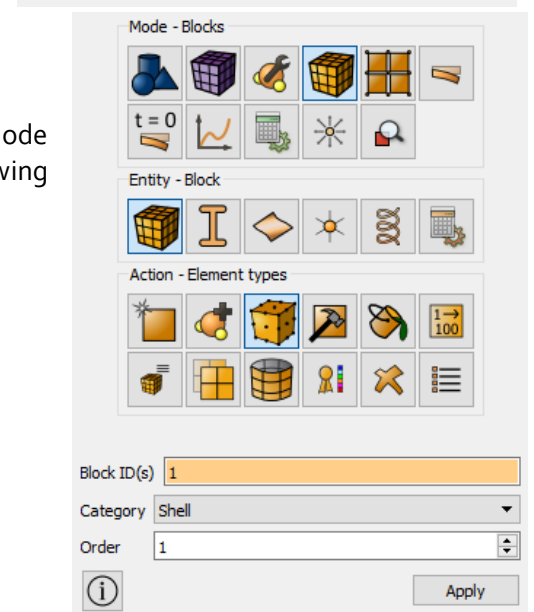 Mode - Blocks
t = 0
ode
wing
Entity - Block
Action - Element types
1→
100
Block ID(s) 1
Category Shell
Order 1
i Apply